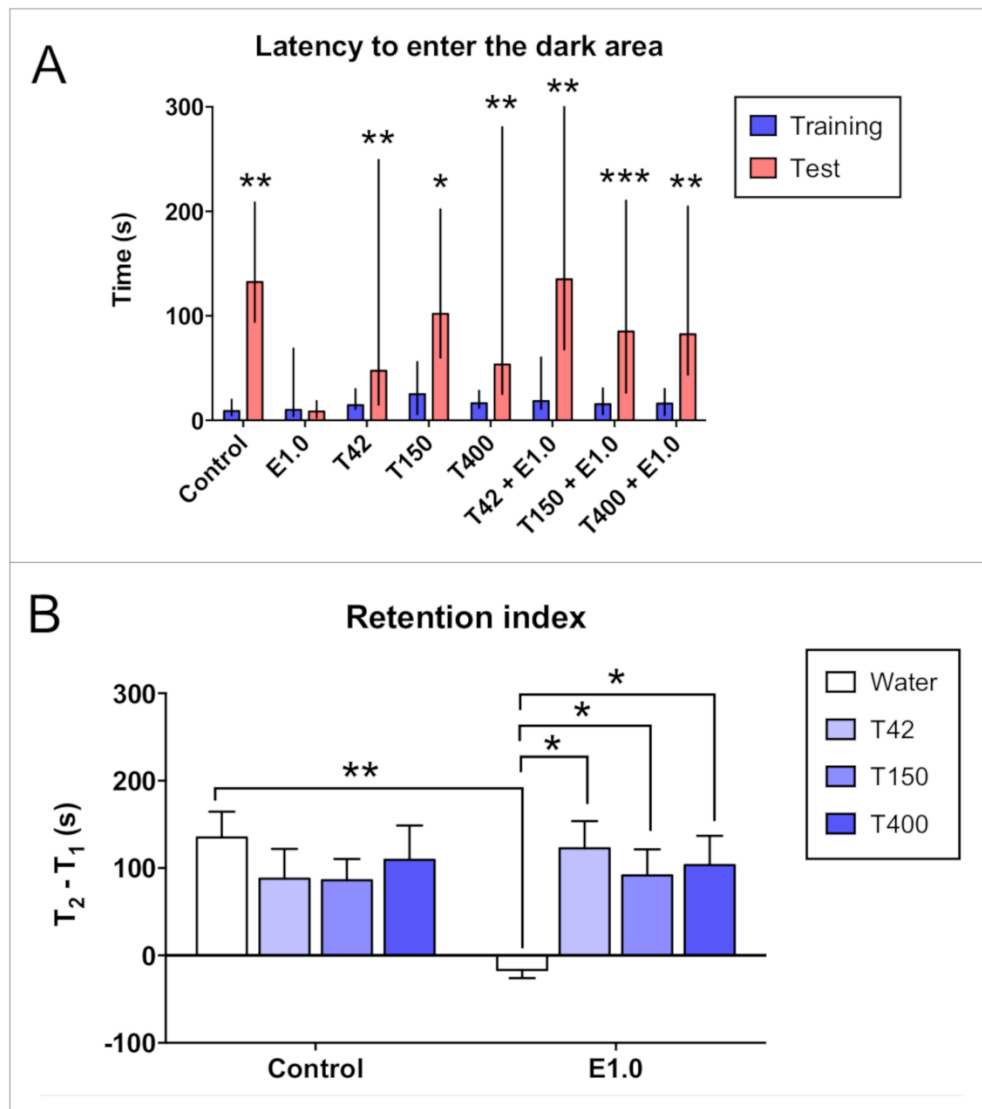 A
Latency to enter the dark area
300
200
100
0
Time (s)
**
**
*
**
**
***
**
Training
Test
Control
E1.0
T42
T150
T400
T42 + E1.0
T150 + E1.0
T400 + E1.0
B
Retention index
300
200
100
0
-100
T₂ - T₁ (s)
**
*
*
*
Water
T42
T150
T400
Control
E1.0